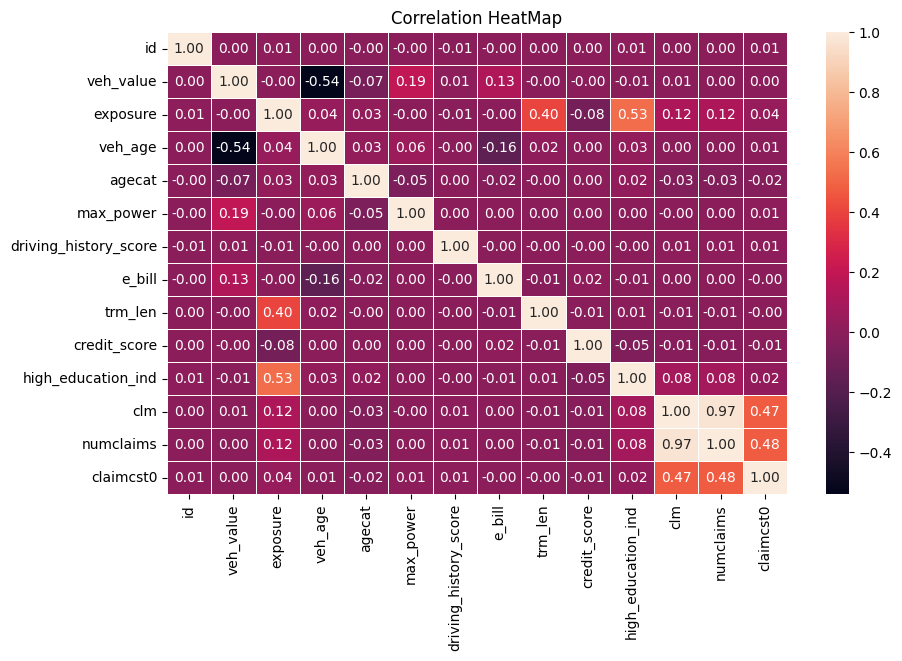 Correlation HeatMap
id 1.00 0.00 0.01 0.00 -0.00 -0.00 -0.01 -0.00 0.00 0.00 0.01 0.00 0.00 0.01
veh_value 0.00 1.00 -0.00 -0.54 -0.07 0.19 0.01 0.13 -0.00 -0.00 -0.01 0.01 0.00 0.00
exposure 0.01 -0.00 1.00 0.04 0.03 -0.00 -0.01 -0.00 0.40 -0.08 0.53 0.12 0.12 0.04
veh_age 0.00 -0.54 0.04 1.00 0.03 0.06 -0.00 -0.16 0.02 0.00 0.03 0.00 0.00 0.01
agecat -0.00 -0.07 0.03 0.03 1.00 -0.05 0.00 -0.02 -0.00 0.00 0.02 -0.03 -0.03 -0.02
max_power -0.00 0.19 -0.00 0.06 -0.05 1.00 0.00 0.00 0.00 0.00 0.00 -0.00 0.00 0.01
driving_history_score -0.01 0.01 -0.01 -0.00 0.00 0.00 1.00 -0.00 -0.00 -0.00 -0.00 0.01 0.01 0.01
e_bill -0.00 0.13 -0.00 -0.16 -0.02 0.00 -0.00 1.00 -0.01 0.02 -0.01 0.00 0.00 -0.00
trm_len 0.00 -0.00 0.40 0.02 -0.00 0.00 -0.00 -0.01 1.00 -0.01 0.01 -0.01 -0.01 -0.00
credit_score 0.00 -0.00 -0.08 0.00 0.00 0.00 -0.00 0.02 -0.01 1.00 -0.05 -0.01 -0.01 -0.01
high_education_ind 0.01 -0.01 0.53 0.03 0.02 0.00 -0.00 -0.01 0.01 -0.05 1.00 0.08 0.08 0.02
clm 0.00 0.01 0.12 0.00 -0.03 -0.00 0.01 0.00 -0.01 -0.01 0.08 1.00 0.97 0.47
numclaims 0.00 0.00 0.12 0.00 -0.03 0.00 0.01 0.00 -0.01 -0.01 0.08 0.97 1.00 0.48
claimcst0 0.01 0.00 0.04 0.01 -0.02 0.01 0.01 -0.00 -0.00 -0.01 0.02 0.47 0.48 1.00
id veh_value exposure veh_age agecat max_power driving_history_score e_bill trm_len credit_score high_education_ind clm numclaims claimcst0
1.0
0.8
0.6
0.4
0.2
0.0
−0.2
−0.4